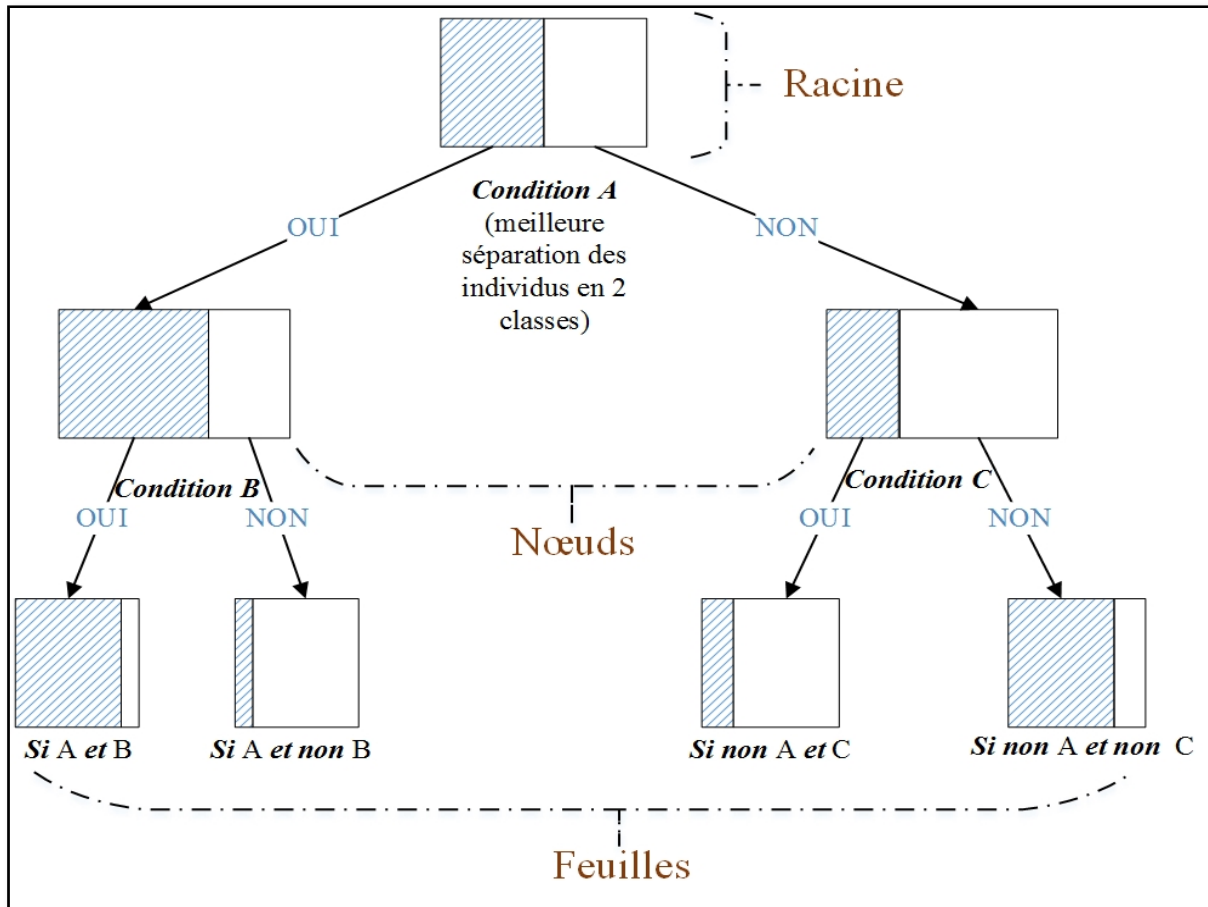 Racine
Condition A
(meilleure
séparation des
individus en 2
classes)
OUI
NON
Condition B
OUI
NON
Condition C
OUI
NON
Nœuds
Si A et B
Si A et non B
Si non A et C
Si non A et non C
Feuilles